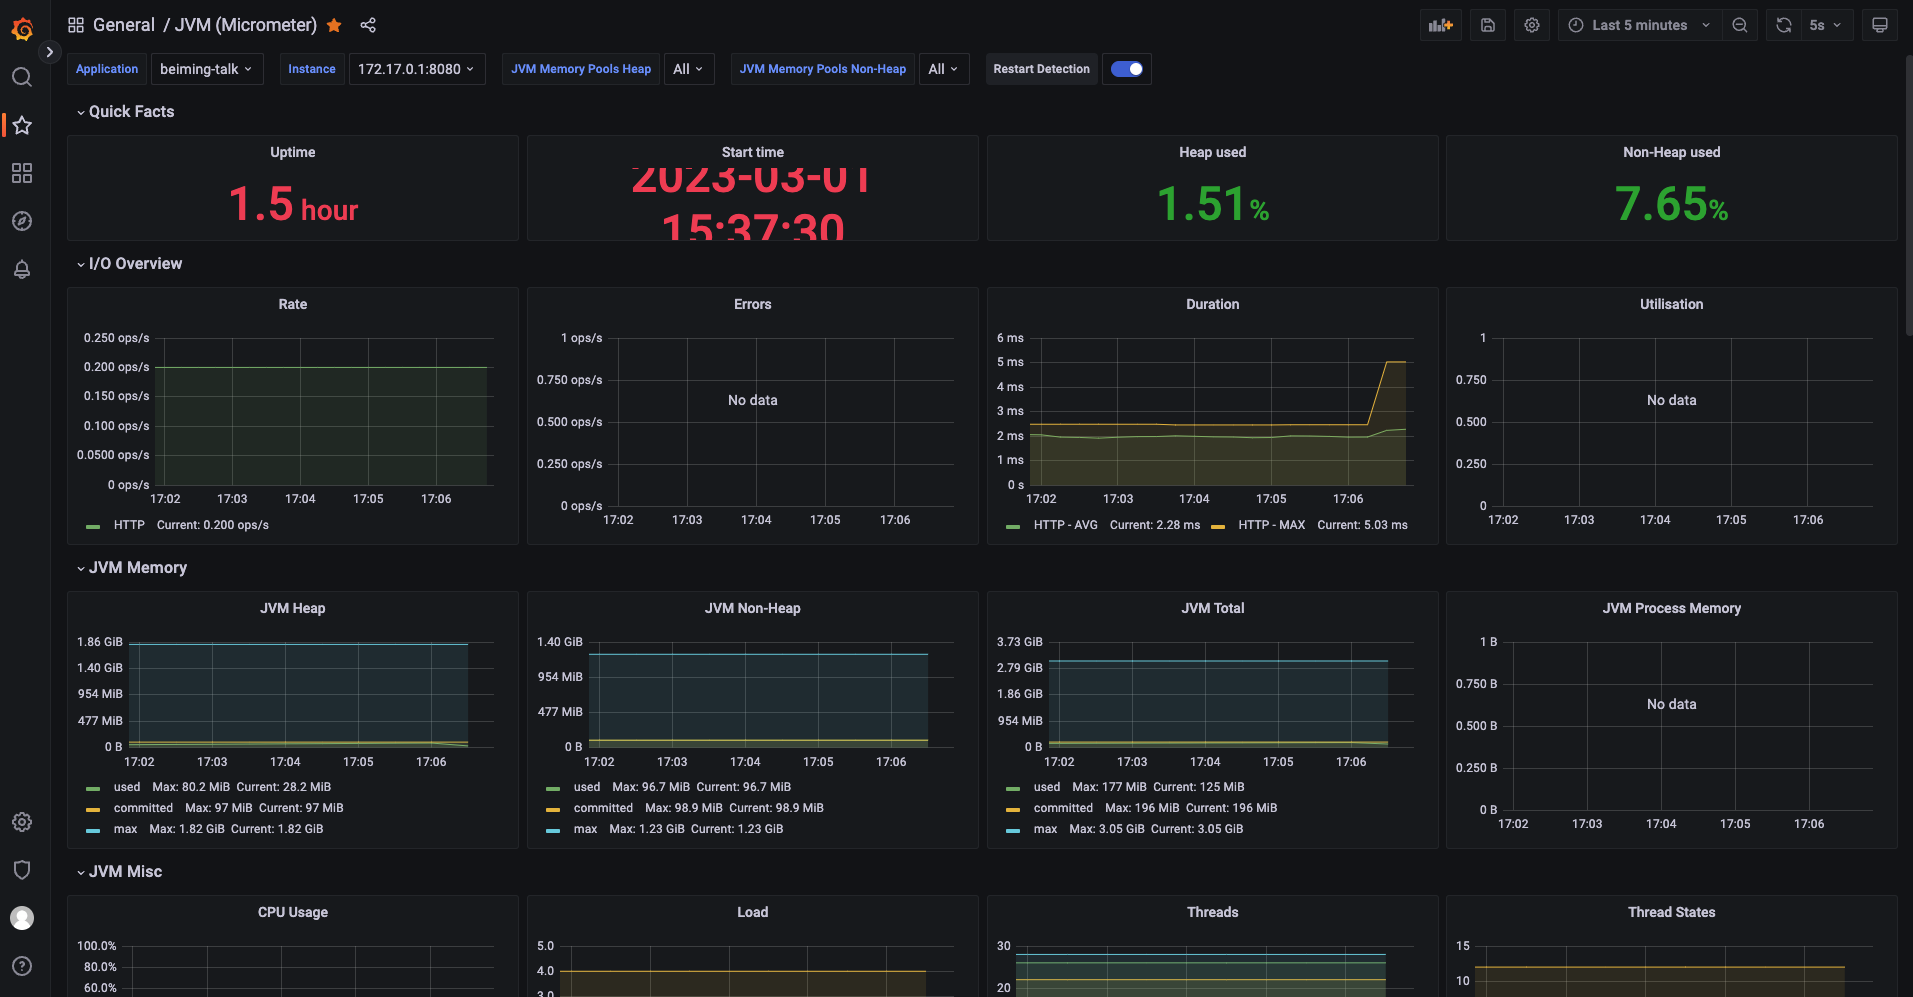 General / JVM (Micrometer)
Last 5 minutes
5s
Application
beiming-talk
Instance
172.17.0.1:8080
JVM Memory Pools Heap
All
JVM Memory Pools Non-Heap
All
Restart Detection
Quick Facts
Uptime
1.5 hour
Start time
2023-03-01
15:37:30
Heap used
1.51%
Non-Heap used
7.65%
I/O Overview
Rate
0.250 ops/s
0.200 ops/s
0.150 ops/s
0.100 ops/s
0.0500 ops/s
0 ops/s
17:02 17:03 17:04 17:05 17:06
HTTP Current: 0.200 ops/s
Errors
1 ops/s
0.750 ops/s
No data
0.500 ops/s
0.250 ops/s
0 ops/s
17:02 17:03 17:04 17:05 17:06
Duration
6 ms
5 ms
4 ms
3 ms
2 ms
1 ms
0 s
17:02 17:03 17:04 17:05 17:06
HTTP - AVG Current: 2.28 ms HTTP - MAX Current: 5.03 ms
Utilisation
1
0.750
No data
0.500
0.250
0
17:02 17:03 17:04 17:05 17:06
JVM Memory
JVM Heap
1.86 GiB
1.40 GiB
954 MiB
477 MiB
0 B
17:02 17:03 17:04 17:05 17:06
used Max: 80.2 MiB Current: 28.2 MiB
committed Max: 97 MiB Current: 97 MiB
max Max: 1.82 GiB Current: 1.82 GiB
JVM Non-Heap
1.40 GiB
954 MiB
477 MiB
0 B
17:02 17:03 17:04 17:05 17:06
used Max: 96.7 MiB Current: 96.7 MiB
committed Max: 98.9 MiB Current: 98.9 MiB
max Max: 1.23 GiB Current: 1.23 GiB
JVM Total
3.73 GiB
2.79 GiB
1.86 GiB
954 MiB
0 B
17:02 17:03 17:04 17:05 17:06
used Max: 177 MiB Current: 125 MiB
committed Max: 196 MiB Current: 196 MiB
max Max: 3.05 GiB Current: 3.05 GiB
JVM Process Memory
1 B
0.750 B
No data
0.500 B
0.250 B
0 B
17:02 17:03 17:04 17:05 17:06
JVM Misc
CPU Usage
100.0%
80.0%
60.0%
Load
5.0
4.0
3.0
Threads
30
20
Thread States
15
10